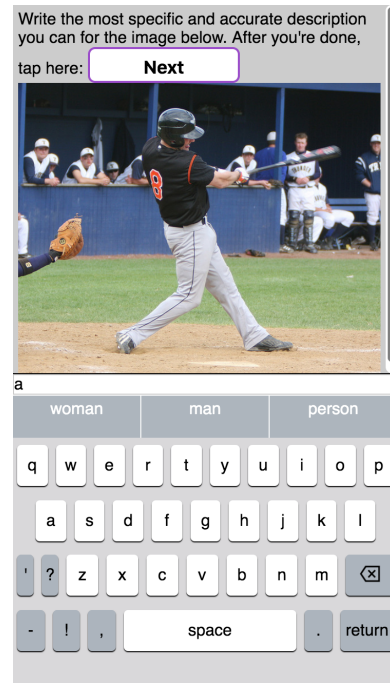 Write the most specific and accurate description
you can for the image below. After you're done,
tap here: Next
8
a
woman man person
q w e r t y u i o p
a s d f g h j k l
' ? z x c v b n m
- ! , space . return